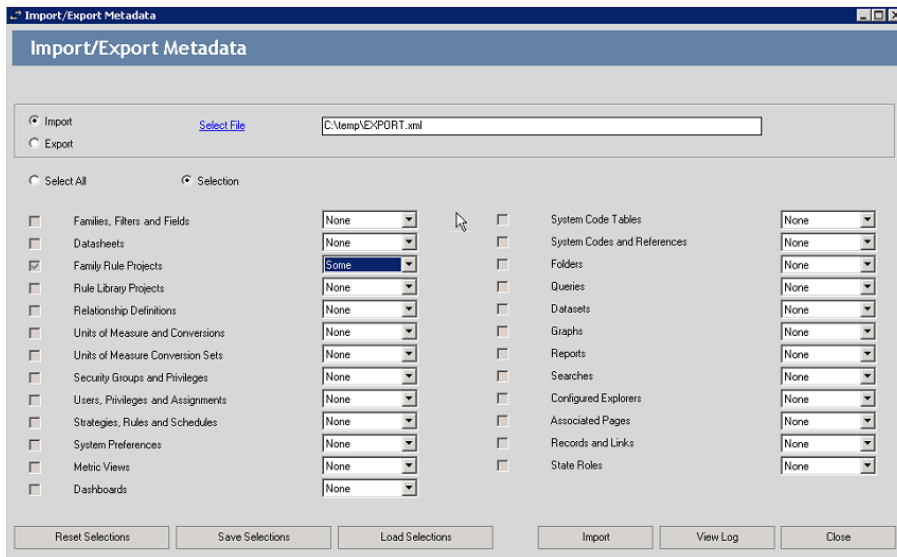 Import/Export Metadata
Import/Export Metadata
Import
Select File
C:\temp\EXPORT.xml
Export
Select All
Selection
Families, Filters and Fields None
Datasheets None
Family Rule Projects Some
Rule Library Projects None
Relationship Definitions None
Units of Measure and Conversions None
Units of Measure Conversion Sets None
Security Groups and Privileges None
Users, Privileges and Assignments None
Strategies, Rules and Schedules None
System Preferences None
Metric Views None
Dashboards None
System Code Tables None
System Codes and References None
Folders None
Queries None
Datasets None
Graphs None
Reports None
Searches None
Configured Explorers None
Associated Pages None
Records and Links None
State Roles None
Reset Selections
Save Selections
Load Selections
Import
View Log
Close